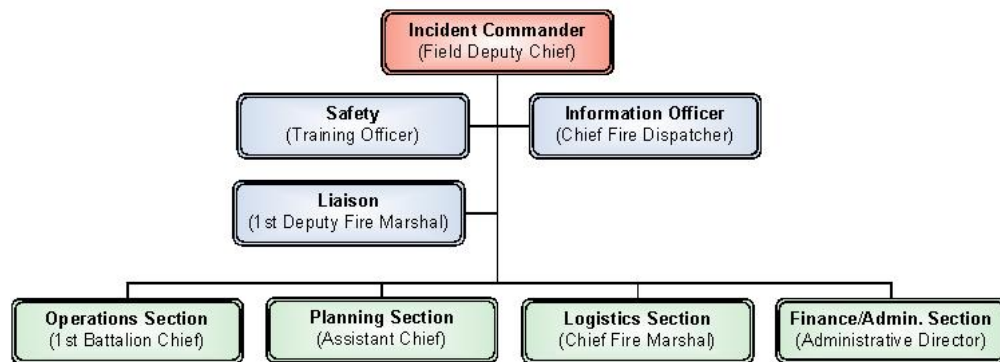 Incident Commander
(Field Deputy Chief)
Safety
(Training Officer)
Information Officer
(Chief Fire Dispatcher)
Liaison
(1st Deputy Fire Marshal)
Operations Section
(1st Battalion Chief)
Planning Section
(Assistant Chief)
Logistics Section
(Chief Fire Marshal)
Finance/Admin. Section
(Administrative Director)